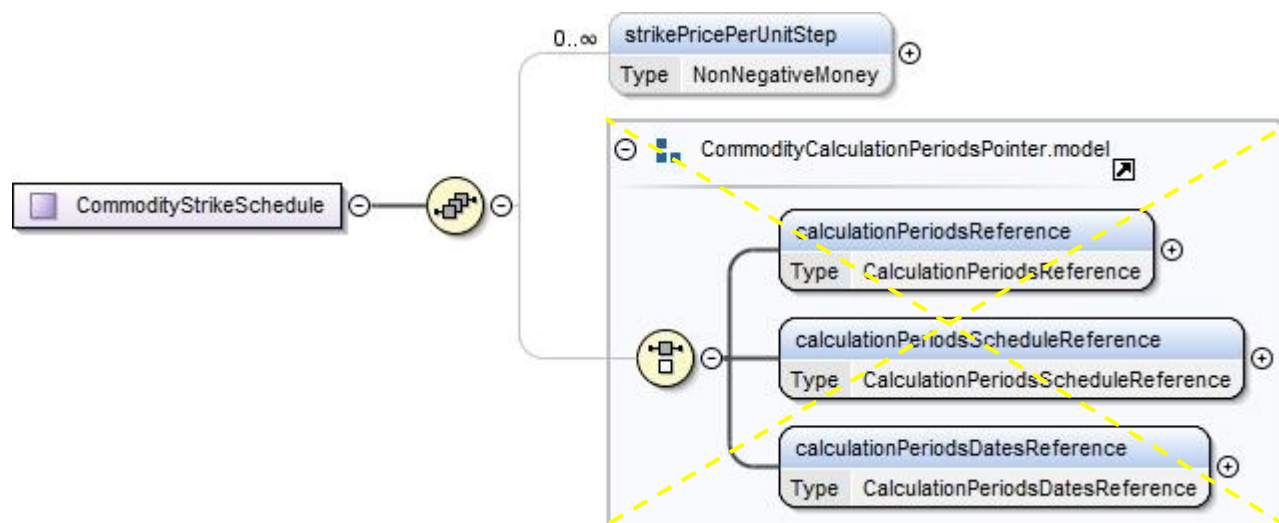 0..∞
strikePricePerUnitStep
Type NonNegativeMoney
CommodityCalculationPeriodsPointer.model
CommodityStrikeSchedule
calculationPeriodsReference
Type CalculationPeriodsReference
calculationPeriodsScheduleReference
Type CalculationPeriodsScheduleReference
calculationPeriodsDatesReference
Type CalculationPeriodsDatesReference